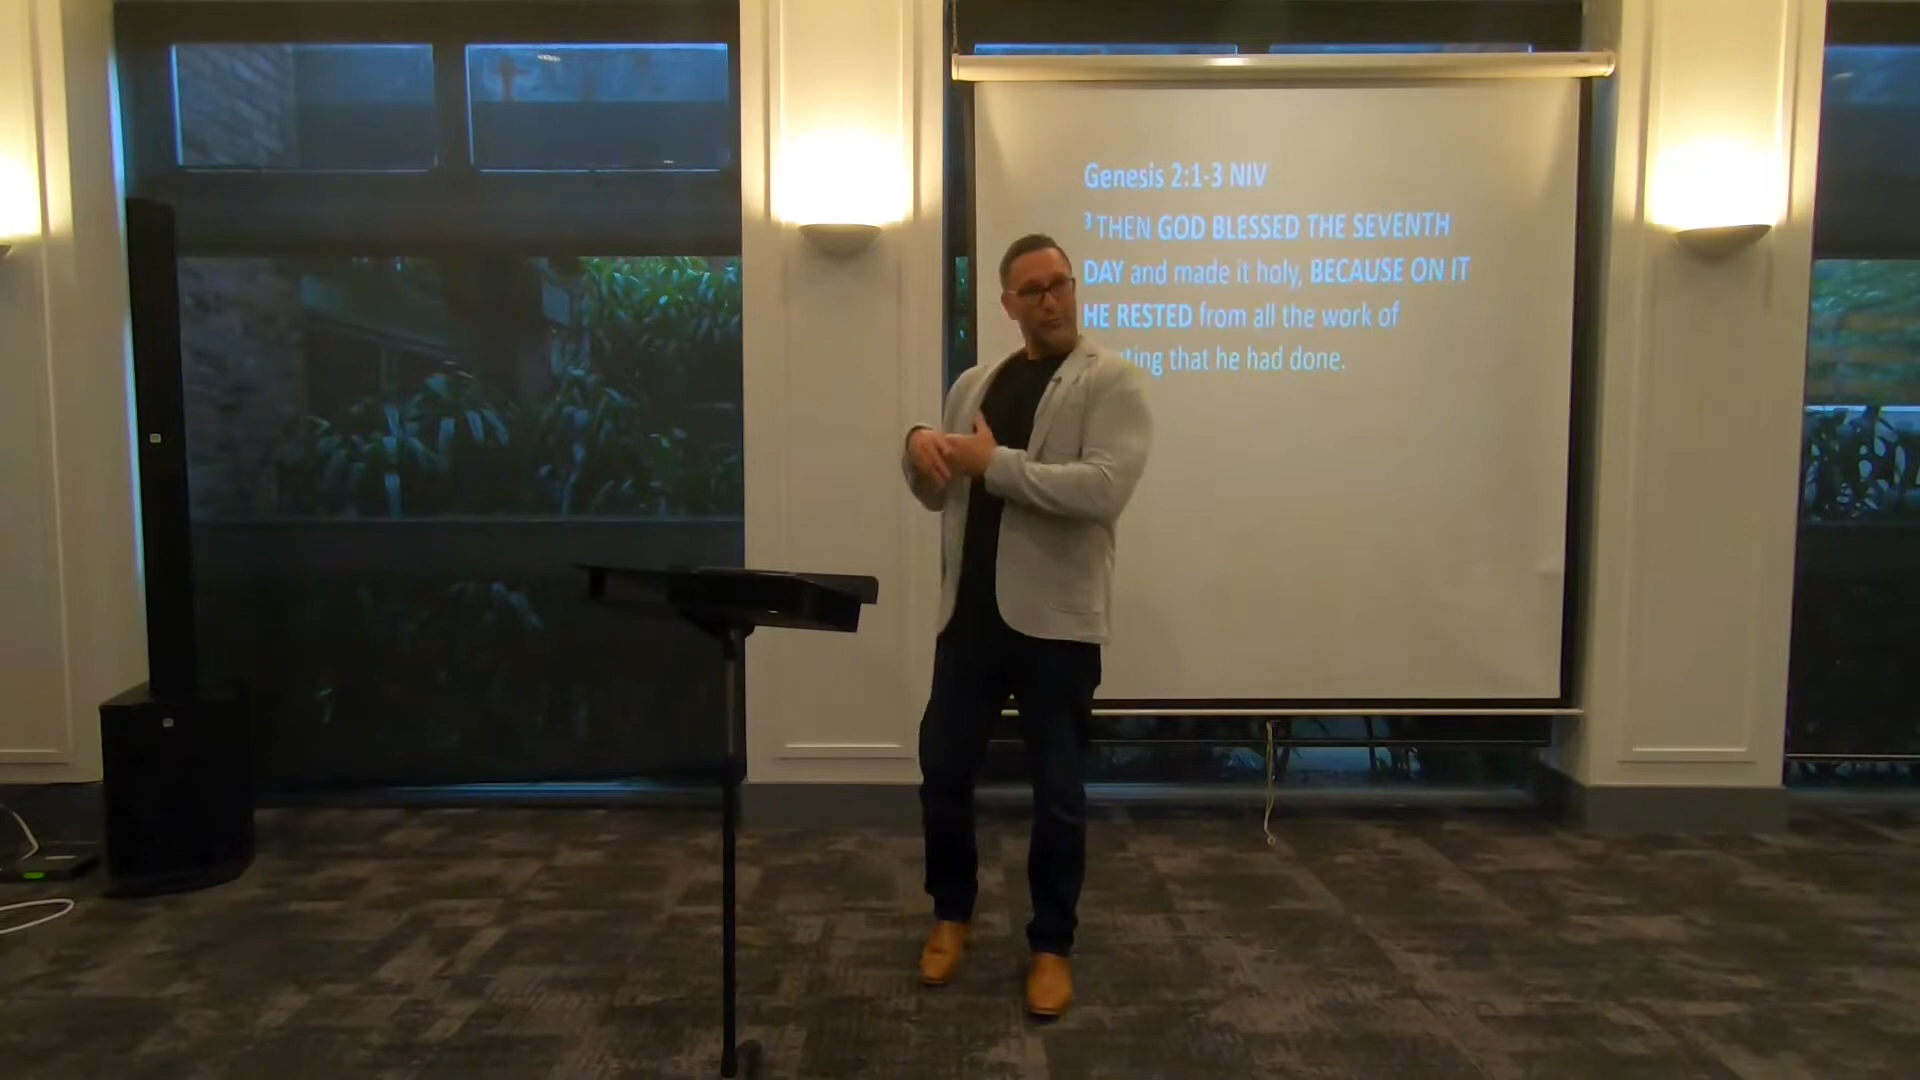 Genesis 2:1-3 NIV
3 THEN GOD BLESSED THE SEVENTH
DAY and made it holy, BECAUSE ON IT
HE RESTED from all the work of
that he had done.